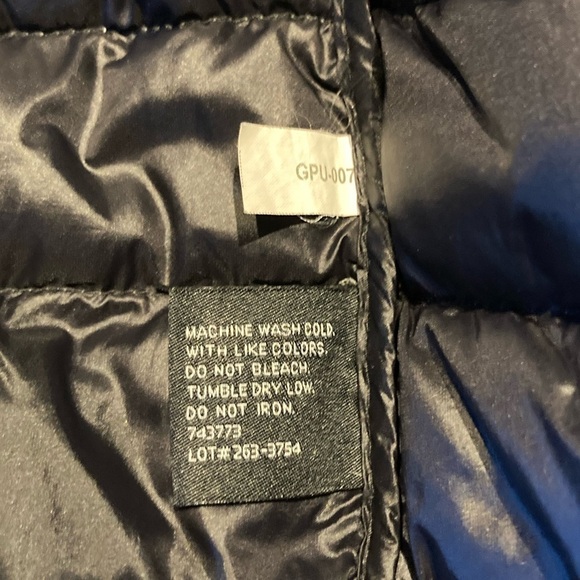 GPU-007
MACHINE WASH COLD.
WITH LIKE COLORS.
DO NOT BLEACH.
TUMBLE DRY LOW.
DO NOT IRON.
743773
LOT# 263-3754